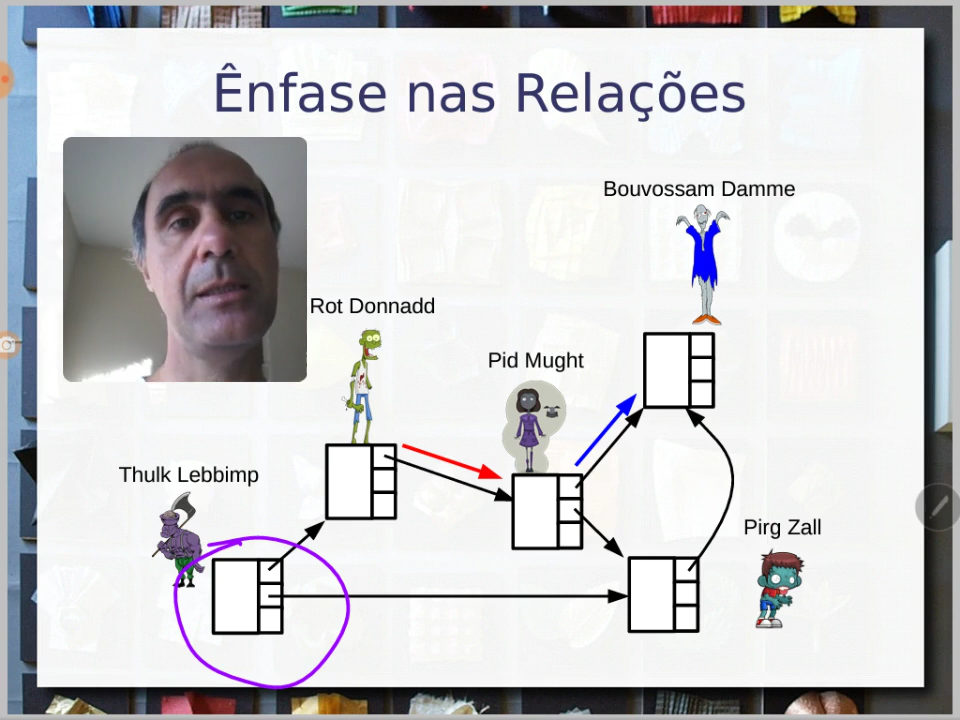 Ênfase nas Relações
Bouvossam Damme
Rot Donnadd
Pid Mught
Thulk Lebbimp
Pirg Zall